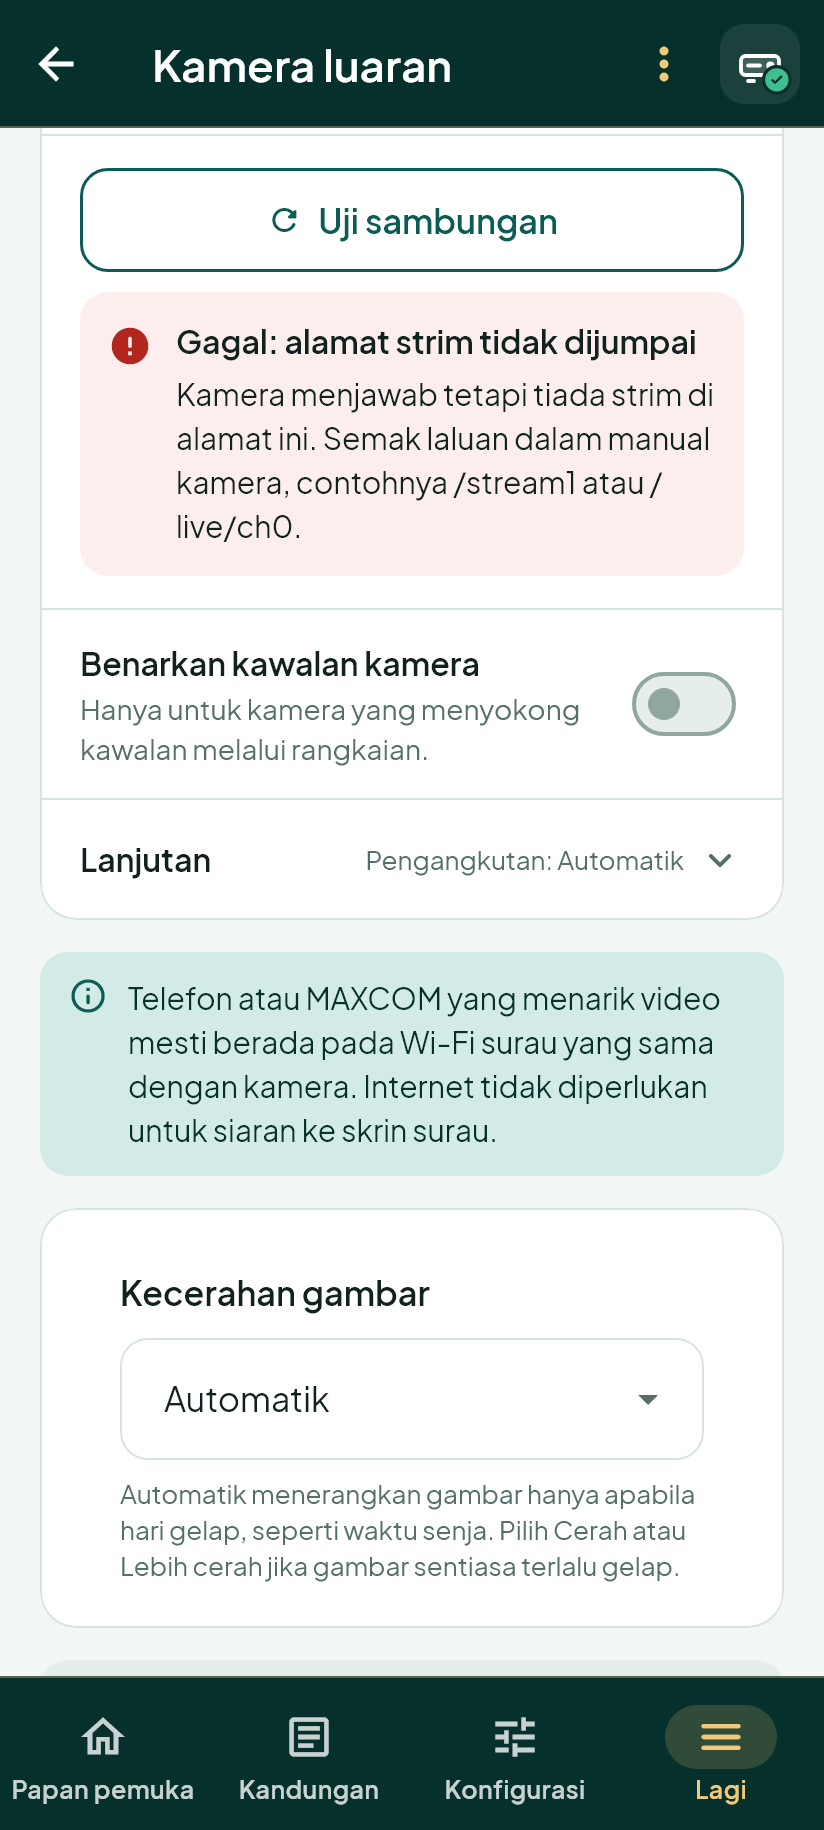 Kamera luaran
Uji sambungan
Gagal: alamat strim tidak dijumpai
Kamera menjawab tetapi tiada strim di
alamat ini. Semak laluan dalam manual
kamera, contohnya /stream1 atau /
live/ch0.
Benarkan kawalan kamera
Hanya untuk kamera yang menyokong
kawalan melalui rangkaian.
Lanjutan
Pengangkutan: Automatik
Telefon atau MAXCOM yang menarik video
mesti berada pada Wi-Fi surau yang sama
dengan kamera. Internet tidak diperlukan
untuk siaran ke skrin surau.
Kecerahan gambar
Automatik
Automatik menerangkan gambar hanya apabila
hari gelap, seperti waktu senja. Pilih Cerah atau
Lebih cerah jika gambar sentiasa terlalu gelap.
Papan pemuka
Kandungan
Konfigurasi
Lagi